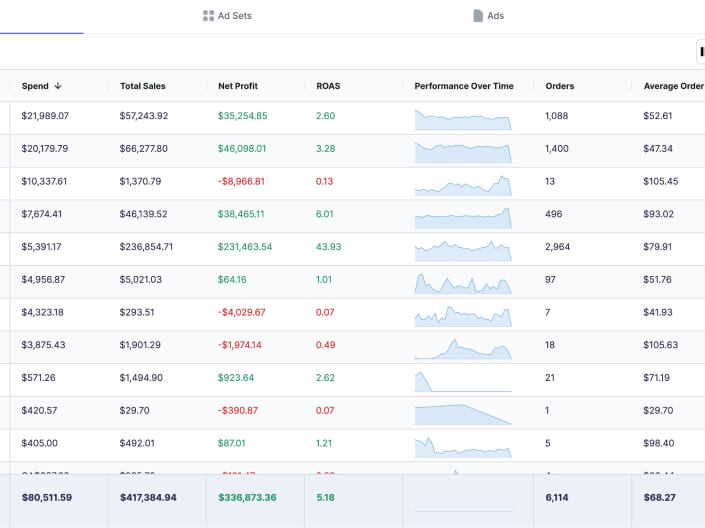 Ad Sets Ads
Spend Total Sales Net Profit ROAS Performance Over Time Orders Average Order
$21,989.07 $57,243.92 $35,254.85 2.60 1,088 $52.61
$20,179.79 $66,277.80 $46,098.01 3.28 1,400 $47.34
$10,337.61 $1,370.79 -$8,966.81 0.13 13 $105.45
$7,674.41 $46,139.52 $38,465.11 6.01 496 $93.02
$5,391.17 $236,854.71 $231,463.54 43.93 2,964 $79.91
$4,956.87 $5,021.03 $64.16 1.01 97 $51.76
$4,323.18 $293.51 -$4,029.67 0.07 7 $41.93
$3,875.43 $1,901.29 -$1,974.14 0.49 18 $105.63
$571.26 $1,494.90 $923.64 2.62 21 $71.19
$420.57 $29.70 -$390.87 0.07 1 $29.70
$405.00 $492.01 $87.01 1.21 5 $98.40
$80,511.59 $417,384.94 $336,873.36 5.18 6,114 $68.27